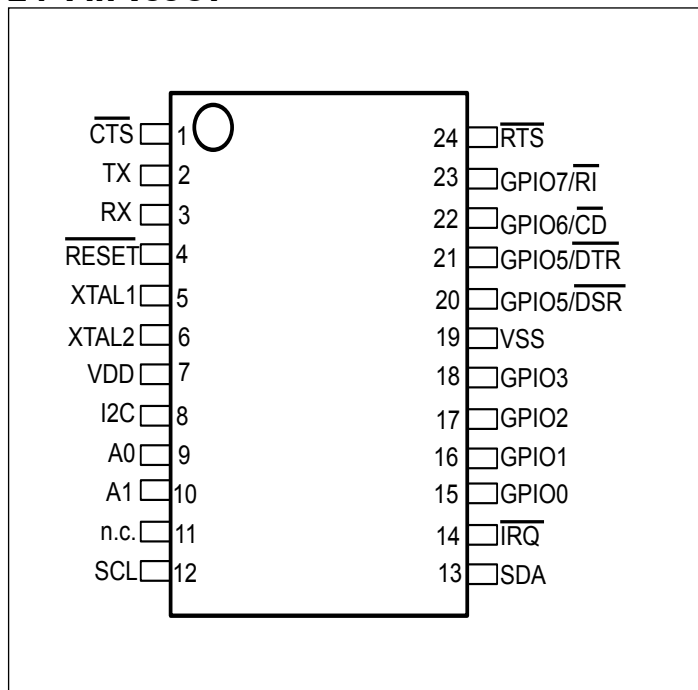 CTS 1 24 RTS
TX 2 23 GPIO7/RI
RX 3 22 GPIO6/CD
RESET 4 21 GPIO5/DTR
XTAL1 5 20 GPIO5/DSR
XTAL2 6 19 VSS
VDD 7 18 GPIO3
I2C 8 17 GPIO2
A0 9 16 GPIO1
A1 10 15 GPIO0
n.c. 11 14 IRQ
SCL 12 13 SDA